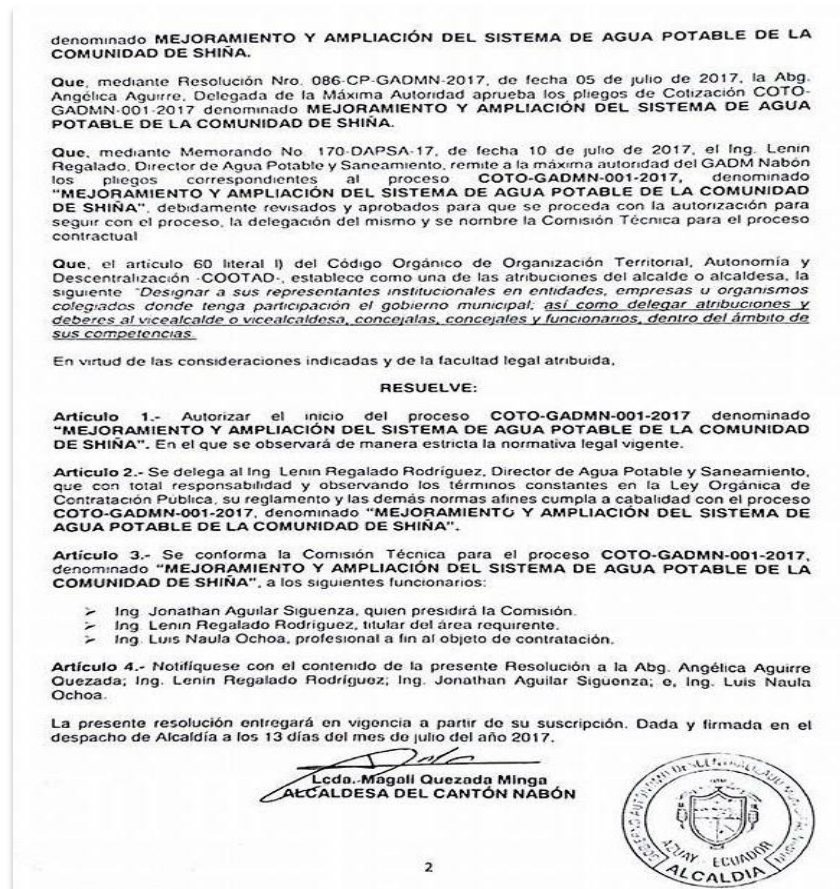 denominado MEJORAMIENTO Y AMPLIACIÓN DEL SISTEMA DE AGUA POTABLE DE LA
COMUNIDAD DE SHIÑA.
Que, mediante Resolución Nro. 086-CP-GADMN-2017, de fecha 05 de julio de 2017, la Abg.
Angélica Aguirre, Delegada de la Máxima Autoridad aprueba los pliegos de Cotización COTO-
GADMN-001-2017 denominado MEJORAMIENTO Y AMPLIACIÓN DEL SISTEMA DE AGUA
POTABLE DE LA COMUNIDAD DE SHIÑA.
Que, mediante Memorando No. 170-DAPSA-17, de fecha 10 de julio de 2017, el Ing. Lenin
Regalado, Director de Agua Potable y Saneamiento, remite a la máxima autoridad del GADM Nabón
los pliegos correspondientes al proceso COTO-GADMN-001-2017, denominado
"MEJORAMIENTO Y AMPLIACIÓN DEL SISTEMA DE AGUA POTABLE DE LA COMUNIDAD
DE SHIÑA", debidamente revisados y aprobados para que se proceda con la autorización para
seguir con el proceso, la delegación del mismo y se nombre la Comisión Técnica para el proceso
contractual
Que, el artículo 60 literal l) del Código Orgánico de Organización Territorial, Autonomía y
Descentralización -COOTAD-, establece como una de las atribuciones del alcalde o alcaldesa, la
siguiente "Designar a sus representantes institucionales en entidades, empresas u organismos
colegiados donde tenga participación el gobierno municipal; así como delegar atribuciones y
deberes al vicealcalde o vicealcaldesa, concejalas, concejales y funcionarios, dentro del ámbito de
sus competencias.
En virtud de las consideraciones indicadas y de la facultad legal atribuida,
RESUELVE:
Artículo 1.- Autorizar el inicio del proceso COTO-GADMN-001-2017 denominado
"MEJORAMIENTO Y AMPLIACIÓN DEL SISTEMA DE AGUA POTABLE DE LA COMUNIDAD
DE SHIÑA". En el que se observará de manera estricta la normativa legal vigente.
Artículo 2.- Se delega al Ing Lenin Regalado Rodríguez, Director de Agua Potable y Saneamiento,
que con total responsabilidad y observando los términos constantes en la Ley Orgánica de
Contratación Pública, su reglamento y las demás normas afines cumpla a cabalidad con el proceso
COTO-GADMN-001-2017, denominado "MEJORAMIENTO Y AMPLIACIÓN DEL SISTEMA DE
AGUA POTABLE DE LA COMUNIDAD DE SHIÑA".
Artículo 3.- Se conforma la Comisión Técnica para el proceso COTO-GADMN-001-2017,
denominado "MEJORAMIENTO Y AMPLIACIÓN DEL SISTEMA DE AGUA POTABLE DE LA
COMUNIDAD DE SHIÑA", a los siguientes funcionarios:
➢ Ing Jonathan Aguilar Siguenza, quien presidirá la Comisión.
➢ Ing Lenin Regalado Rodríguez, titular del área requirente.
➢ Ing. Luis Naula Ochoa, profesional a fin al objeto de contratación.
Artículo 4.- Notifíquese con el contenido de la presente Resolución a la Abg. Angélica Aguirre
Quezada; Ing. Lenin Regalado Rodríguez; Ing. Jonathan Aguilar Siguenza; e, Ing. Luis Naula
Ochoa.
La presente resolución entregará en vigencia a partir de su suscripción. Dada y firmada en el
despacho de Alcaldía a los 13 días del mes de julio del año 2017.
Lcda. Magali Quezada Minga
ALCALDESA DEL CANTÓN NABÓN
AZUAY - ECUADOR
ALCALDIA
2